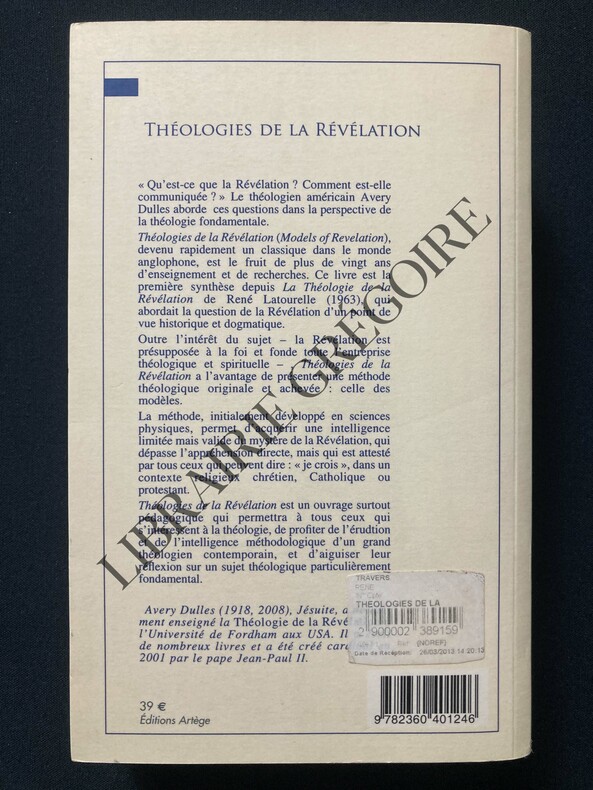 THÉOLOGIES DE LA RÉVÉLATION
« Qu'est-ce que la Révélation ? Comment est-elle
communiquée ? » Le théologien américain Avery
Dulles aborde ces questions dans la perspective de
la théologie fondamentale.
Théologies de la Révélation (Models of Revelation),
devenu rapidement un classique dans le monde
anglophone, est le fruit de plus de vingt ans
d'enseignement et de recherches. Ce livre est la
première synthèse depuis La Théologie de la
Révélation de René Latourelle (1963), qui
abordait la question de la Révélation d'un point de
vue historique et dogmatique.
Outre l'intérêt du sujet – la Révélation est
présupposée à la foi et fonde toute l'entreprise
théologique et spirituelle – Théologies de la
Révélation a l'avantage de présenter une méthode
théologique originale et achevée : celle des
modèles.
La méthode, initialement développé en sciences
physiques, permet d'acquérir une intelligence
limitée mais valide du mystère de la Révélation, qui
dépasse l'appréhension directe, mais qui est attesté
par tous ceux qui peuvent dire : « je crois », dans un
contexte religieux chrétien, Catholique ou
protestant.
Théologies de la Révélation est un ouvrage surtout
pédagogique qui permettra à tous ceux qui
s'intéressent à la théologie, de profiter de l'érudition
et de l'intelligence méthodologique d'un grand
théologien contemporain, et d'aiguiser leur
réflexion sur un sujet théologique particulièrement
fondamental.
Avery Dulles (1918, 2008), Jésuite,
ment enseigné la Théologie de la
l'Université de Fordham aux USA. Il
de nombreux livres et a été créé
2001 par le pape Jean-Paul II.
TRAVERS
RENE
THEOLOGIES DE LA
2 900002 389159
(NOREF)
Date de Réception: 26/03/2013 14:20:13
39 €
Éditions Artège
9 782360 401246
LIBRAIRIE GRÉGOIRE